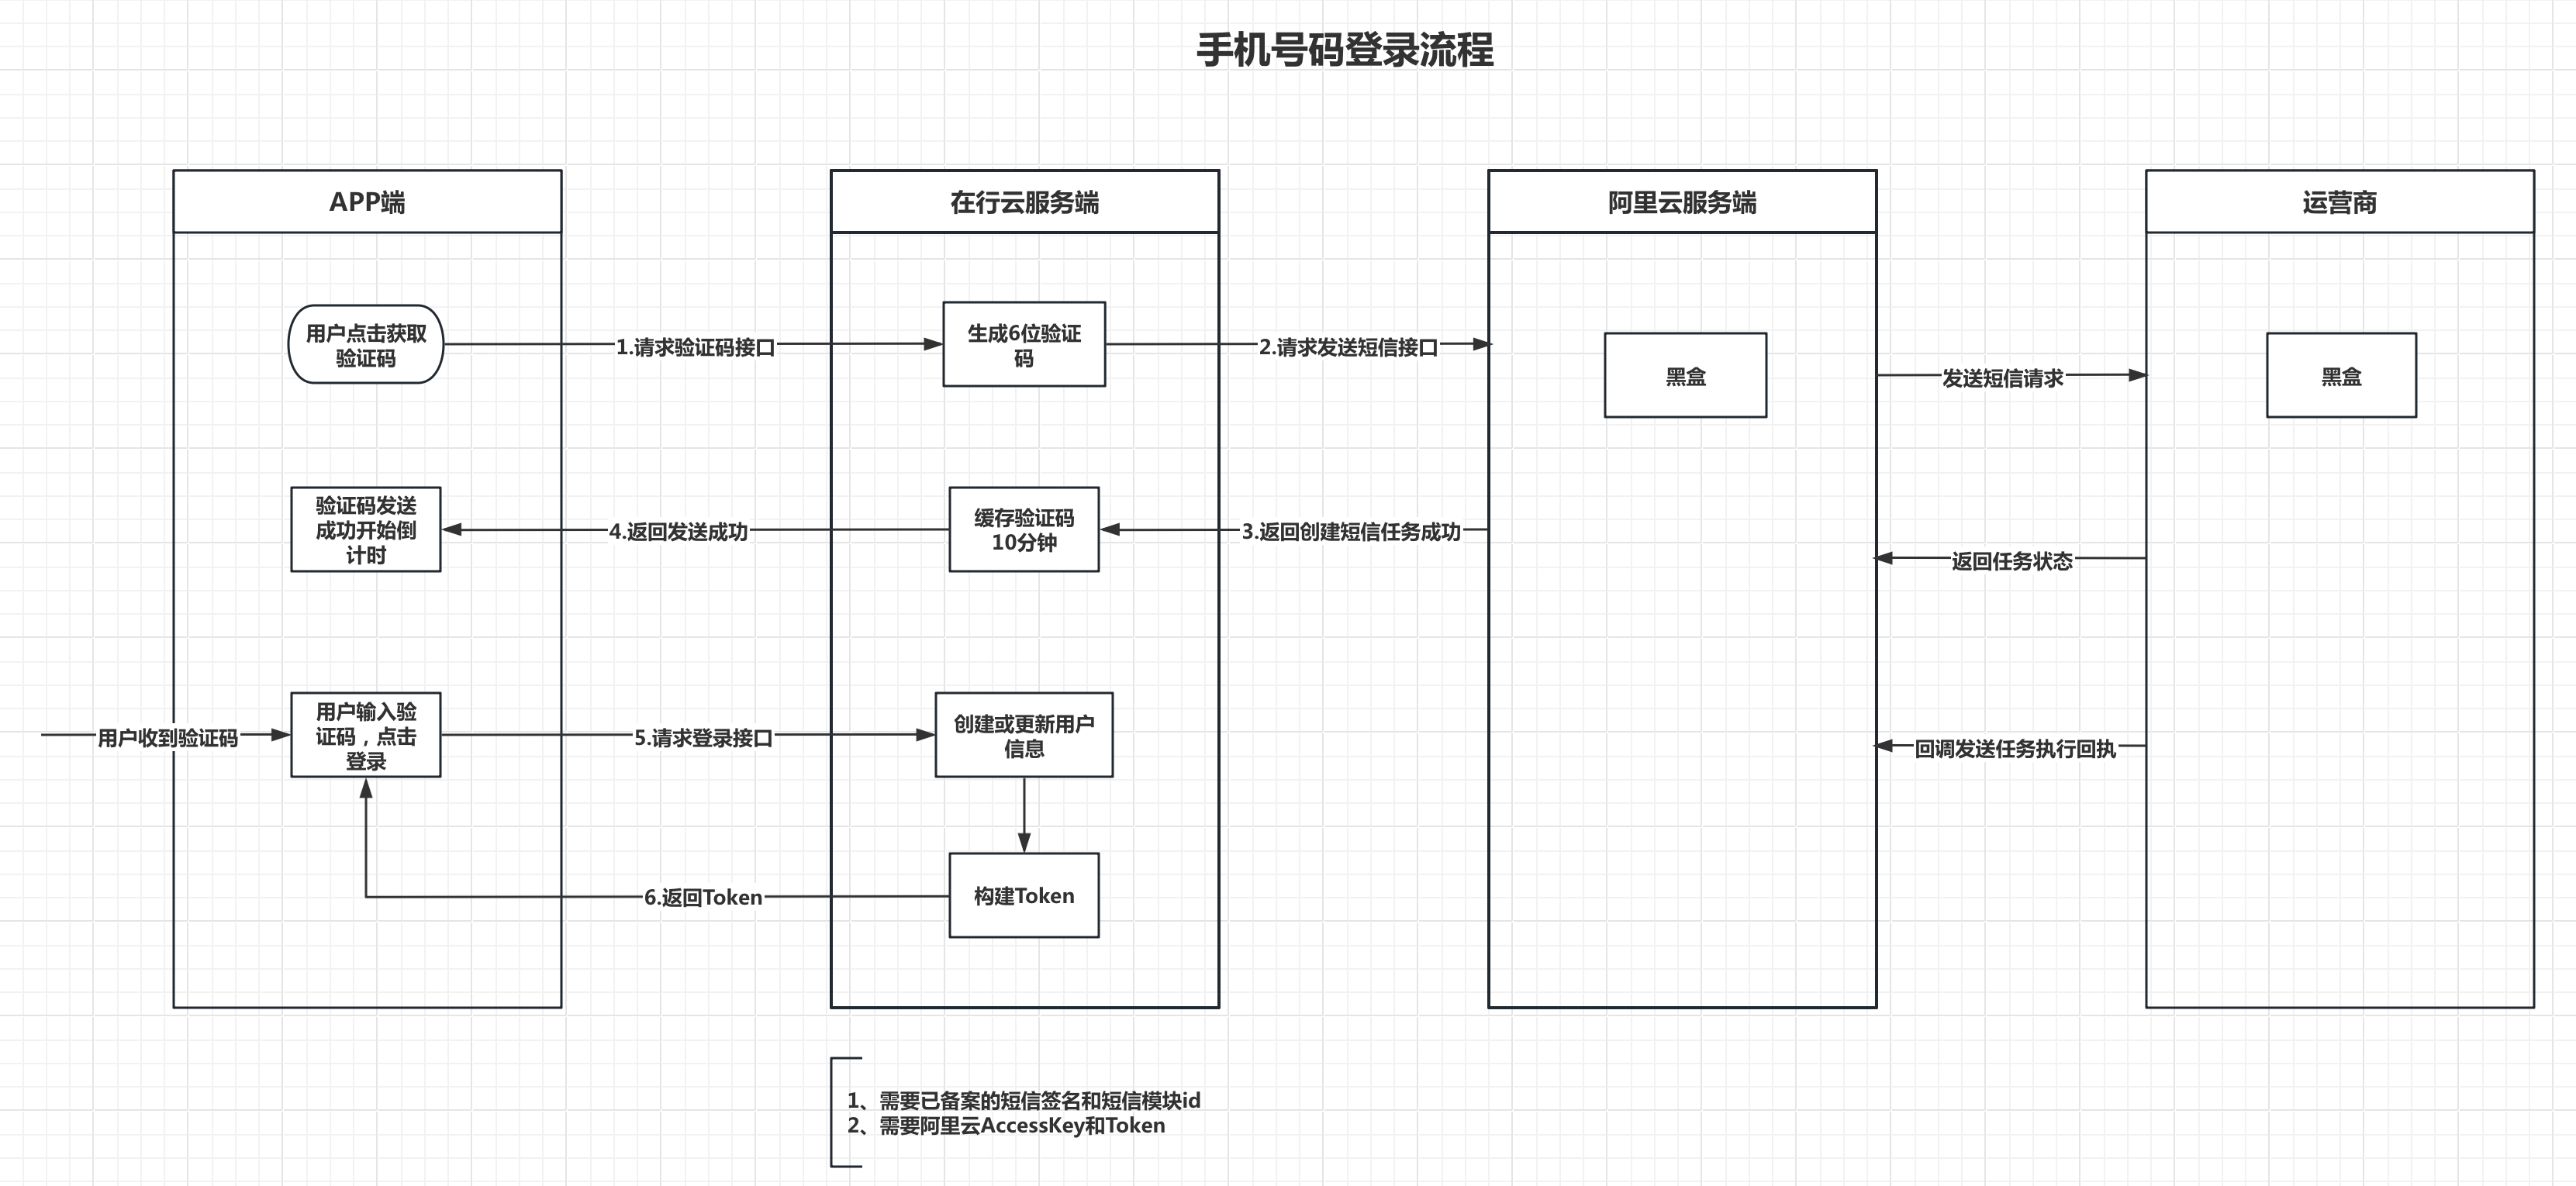 手机号码登录流程
APP端
在行云服务端
阿里云服务端
运营商
用户点击获取
验证码
1.请求验证码接口
生成6位验证
码
2.请求发送短信接口
黑盒
发送短信请求
黑盒
验证码发送
成功开始倒
计时
4.返回发送成功
缓存验证码
10分钟
3.返回创建短信任务成功
返回任务状态
用户收到验证码
用户输入验
证码，点击
登录
5.请求登录接口
创建或更新用户
信息
回调发送任务执行回执
6.返回Token
构建Token
1、需要已备案的短信签名和短信模块id
2、需要阿里云AccessKey和Token